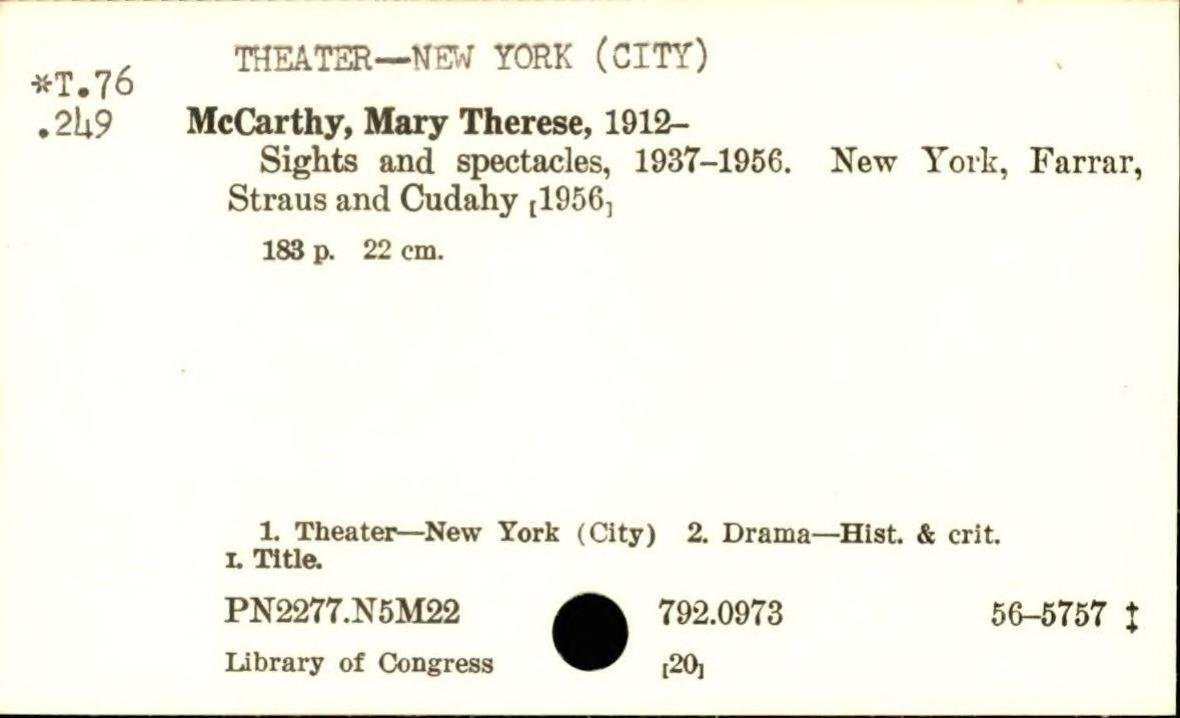 THEATER—NEW YORK (CITY)
*T.76
.249
McCarthy, Mary Therese, 1912–
Sights and spectacles, 1937–1956. New York, Farrar,
Straus and Cudahy [1956]
183 p. 22 cm.
1. Theater—New York (City) 2. Drama—Hist. & crit.
I. Title.
PN2277.N5M22 792.0973 56–5757 ‡
Library of Congress [20]